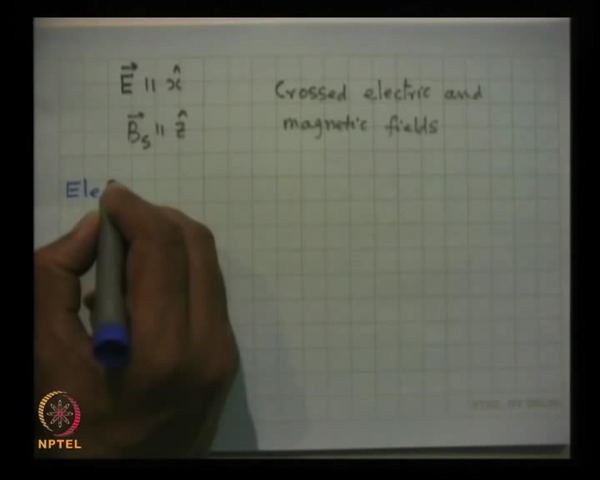 E⃗ || x̂
Crossed electric and
B⃗s || ẑ
magnetic fields
Ele
NPTEL